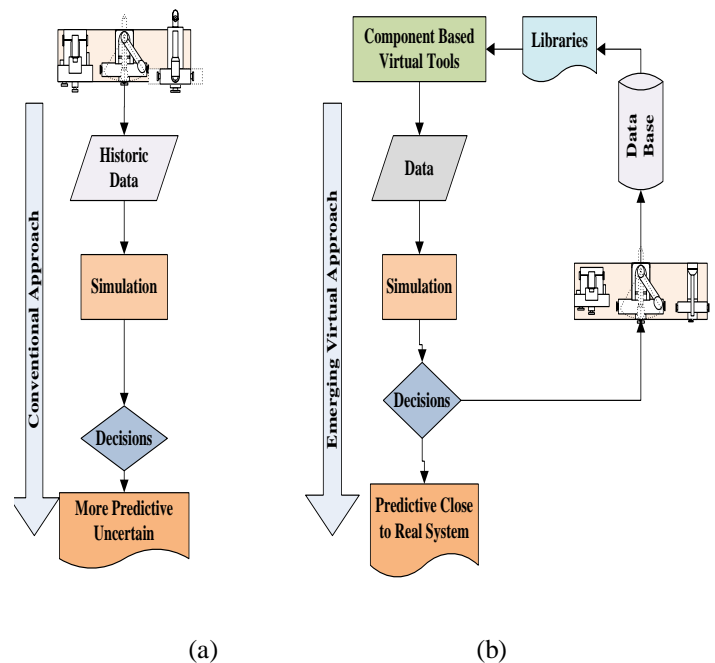 Conventional Approach
Historic
Data
Simulation
Decisions
More Predictive
Uncertain
(a)
Component Based
Virtual Tools
Libraries
Data
Base
Emerging Virtual Approach
Data
Simulation
Decisions
Predictive Close
to Real System
(b)